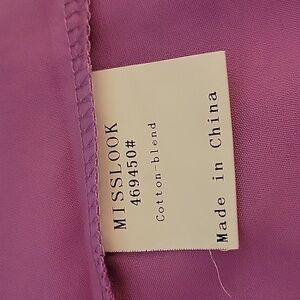 MISSLOOK
469450#
Cotton-blend
Made in China